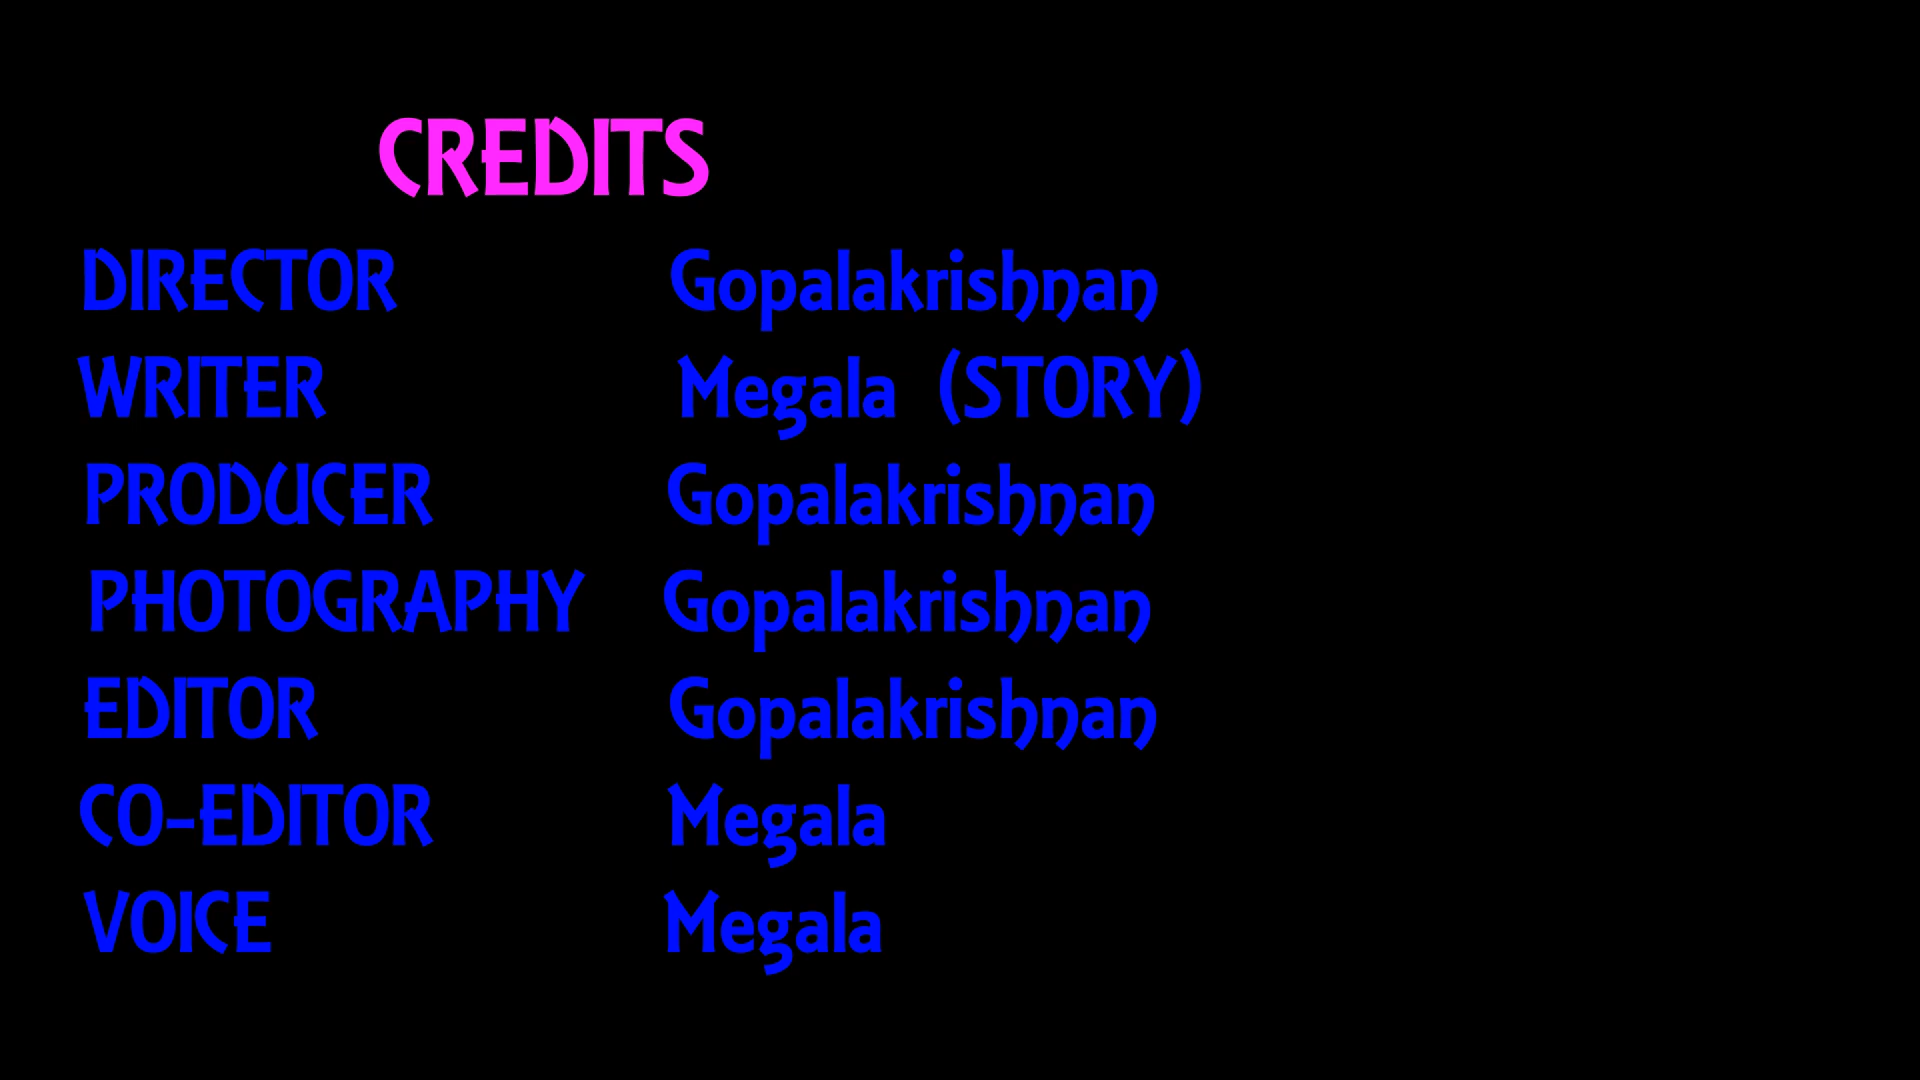 CREDITS
DIRECTOR Gopalakrishnan
WRITER Megala (STORY)
PRODUCER Gopalakrishnan
PHOTOGRAPHY Gopalakrishnan
EDITOR Gopalakrishnan
CO-EDITOR Megala
VOICE Megala